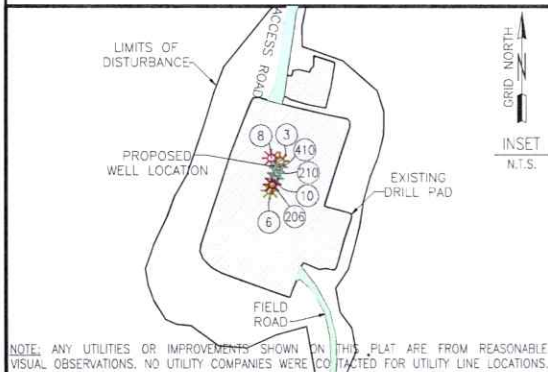 ACCESS ROAD
LIMITS OF
DISTURBANCE
GRID NORTH
N
INSET
N.T.S.
8
3
410
PROPOSED
WELL LOCATION
210
EXISTING
DRILL PAD
10
206
6
FIELD
ROAD
NOTE: ANY UTILITIES OR IMPROVEMENTS SHOWN ON THIS PLAT ARE FROM REASONABLE
VISUAL OBSERVATIONS. NO UTILITY COMPANIES WERE CONTACTED FOR UTILITY LINE LOCATIONS.